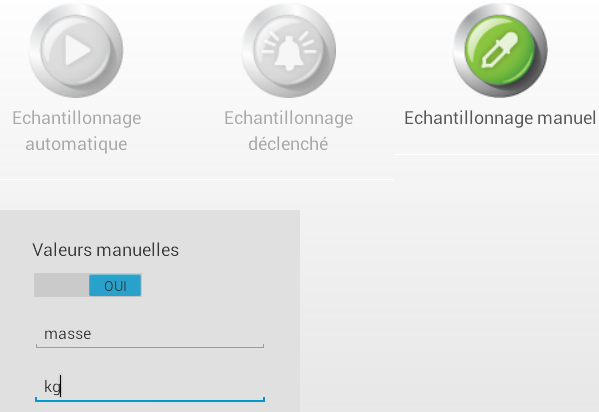 Echantillonnage
automatique
Echantillonnage
déclenché
Echantillonnage manuel
Valeurs manuelles
OUI
masse
kg